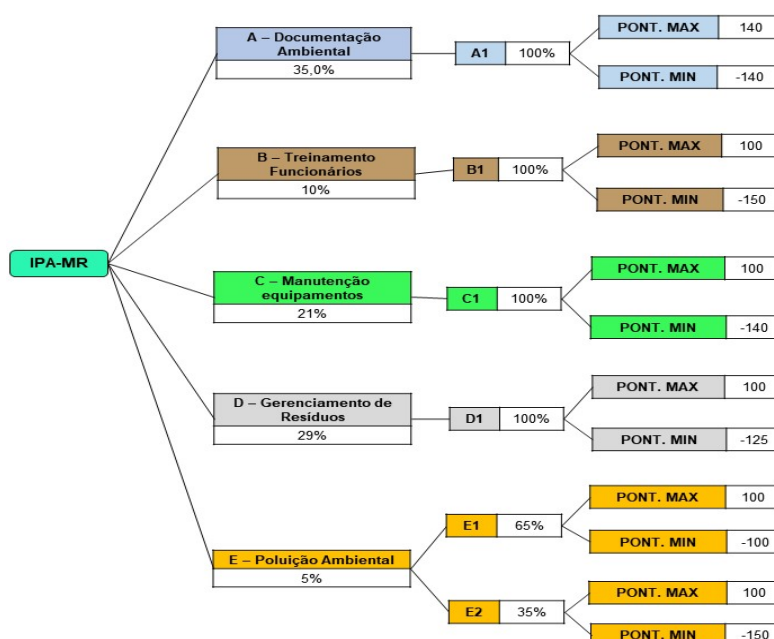 A – Documentação
Ambiental
35,0%
A1 100%
PONT. MAX 140
PONT. MIN -140
B – Treinamento
Funcionários
10%
B1 100%
PONT. MAX 100
PONT. MIN -150
IPA-MR
C – Manutenção
equipamentos
21%
C1 100%
PONT. MAX 100
PONT. MIN -140
D – Gerenciamento de
Resíduos
29%
D1 100%
PONT. MAX 100
PONT. MIN -125
E – Poluição Ambiental
5%
E1 65%
PONT. MAX 100
PONT. MIN -100
E2 35%
PONT. MAX 100
PONT. MIN -150